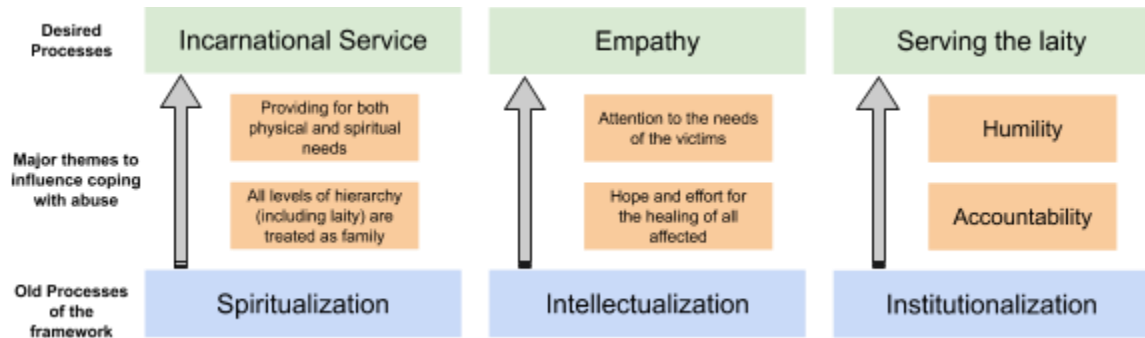 Desired
Processes
Incarnational Service
Empathy
Serving the laity
Major themes to
influence coping
with abuse
Providing for both
physical and spiritual
needs
All levels of hierarchy
(including laity) are
treated as family
Attention to the needs
of the victims
Hope and effort for
the healing of all
affected
Humility
Accountability
Old Processes
of the
framework
Spiritualization
Intellectualization
Institutionalization